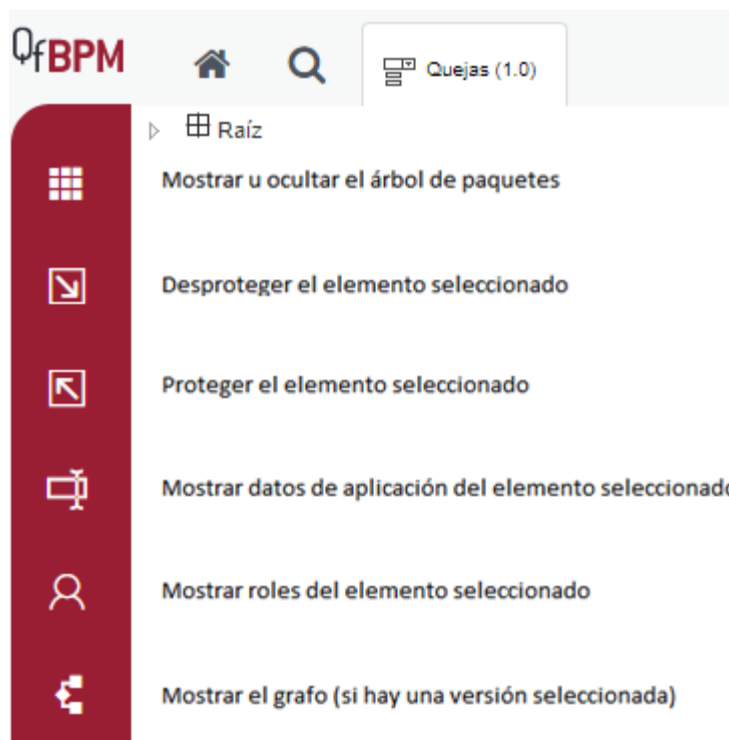 QfBPM
Quejas (1.0)
Raíz
Mostrar u ocultar el árbol de paquetes
Desproteger el elemento seleccionado
Proteger el elemento seleccionado
Mostrar datos de aplicación del elemento seleccionado
Mostrar roles del elemento seleccionado
Mostrar el grafo (si hay una versión seleccionada)